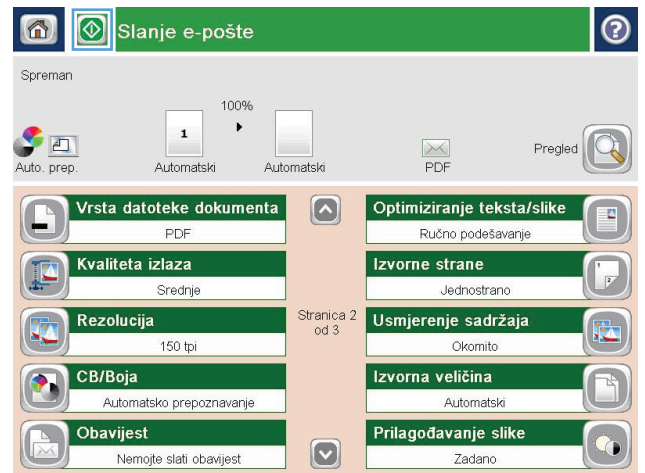 Slanje e-pošte
Spreman
100%
1
Auto. prep.
Automatski
Automatski
PDF
Pregled
Vrsta datoteke dokumenta
PDF
Kvaliteta izlaza
Srednje
Rezolucija
150 tpi
CB/Boja
Automatsko prepoznavanje
Obavijest
Nemojte slati obavijest
Stranica 2
od 3
Optimiziranje teksta/slike
Ručno podešavanje
Izvorne strane
Jednostrano
1
2
Usmjerenje sadržaja
Okomito
Izvorna veličina
Automatski
Prilagođavanje slike
Zadano
?